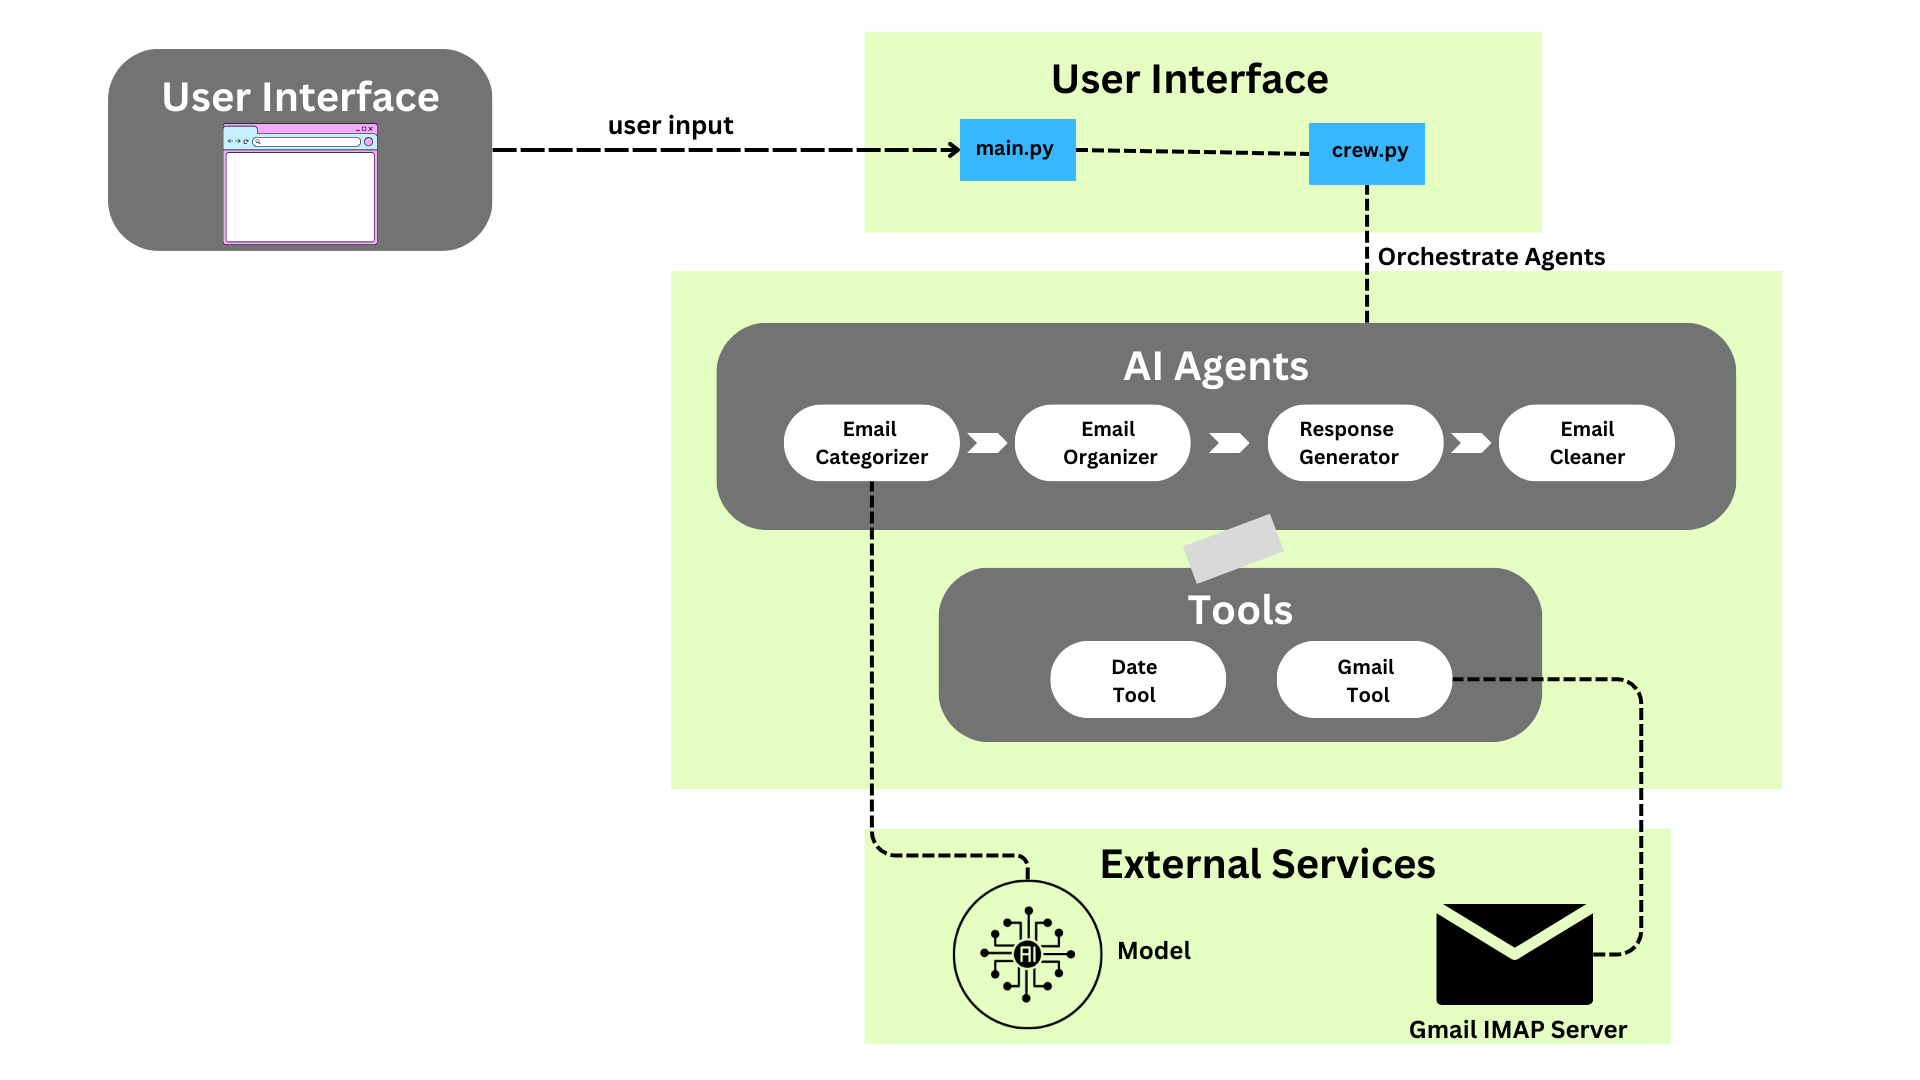 User Interface
user input
User Interface
main.py
crew.py
Orchestrate Agents
AI Agents
Email
Categorizer
Email
Organizer
Response
Generator
Email
Cleaner
Tools
Date
Tool
Gmail
Tool
External Services
AI
Model
Gmail IMAP Server